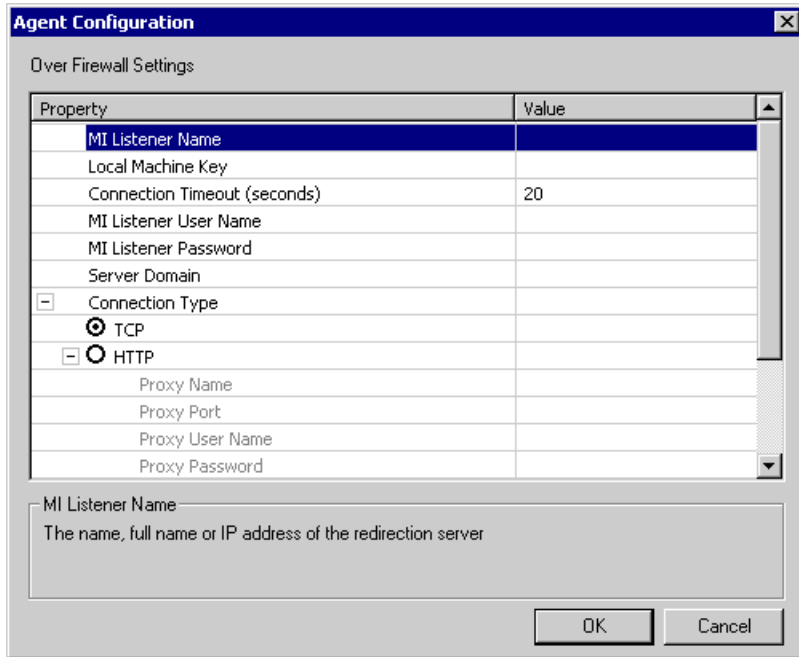 Agent Configuration
Over Firewall Settings
Property Value
MI Listener Name
Local Machine Key
Connection Timeout (seconds) 20
MI Listener User Name
MI Listener Password
Server Domain
Connection Type
TCP
HTTP
Proxy Name
Proxy Port
Proxy User Name
Proxy Password
MI Listener Name
The name, full name or IP address of the redirection server
OK Cancel